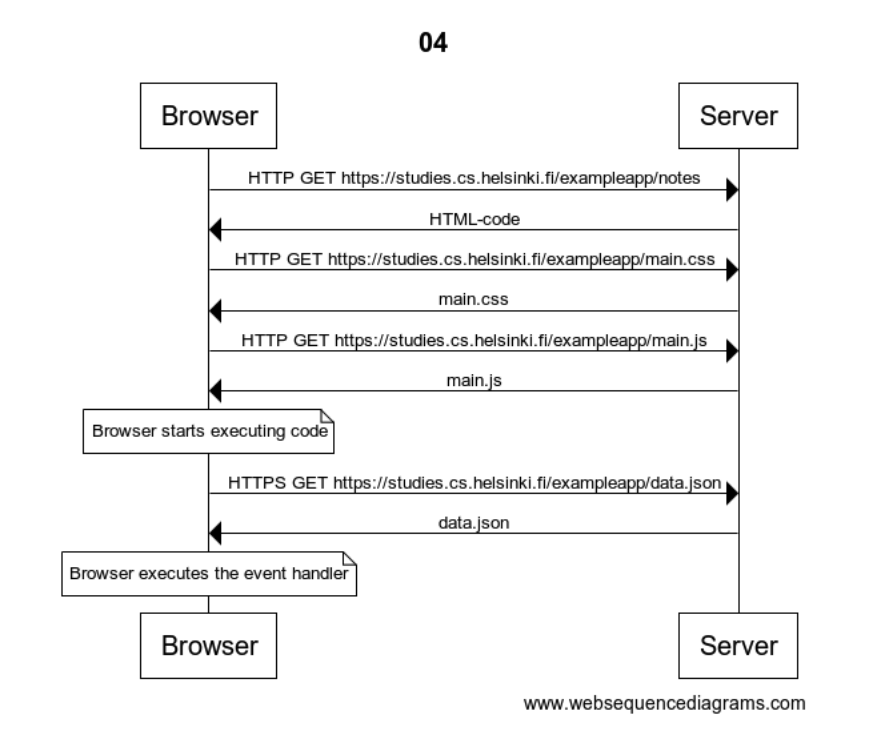 04
Browser Server
HTTP GET https://studies.cs.helsinki.fi/exampleapp/notes
HTML-code
HTTP GET https://studies.cs.helsinki.fi/exampleapp/main.css
main.css
HTTP GET https://studies.cs.helsinki.fi/exampleapp/main.js
main.js
Browser starts executing code
HTTPS GET https://studies.cs.helsinki.fi/exampleapp/data.json
data.json
Browser executes the event handler
Browser Server
www.websequencediagrams.com